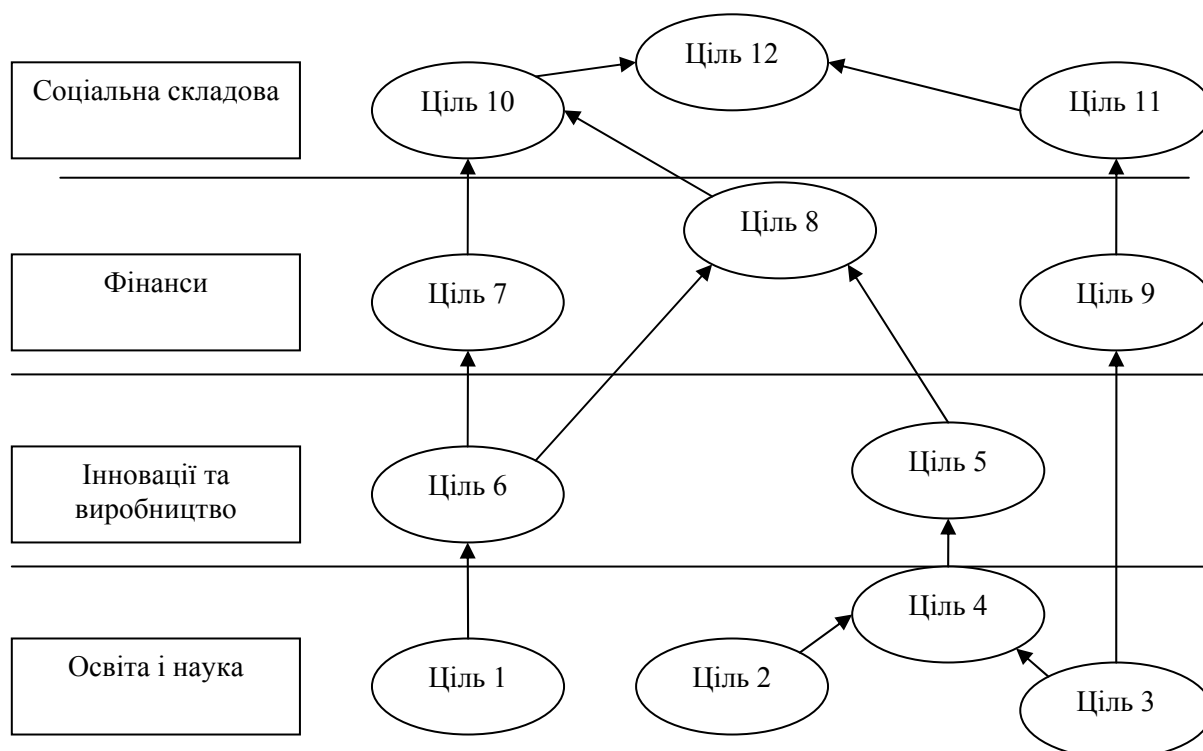 Ціль 12
Соціальна складова
Ціль 10
Ціль 11
Ціль 8
Фінанси
Ціль 7
Ціль 9
Інновації та
виробництво
Ціль 6
Ціль 5
Ціль 4
Освіта і наука
Ціль 1
Ціль 2
Ціль 3